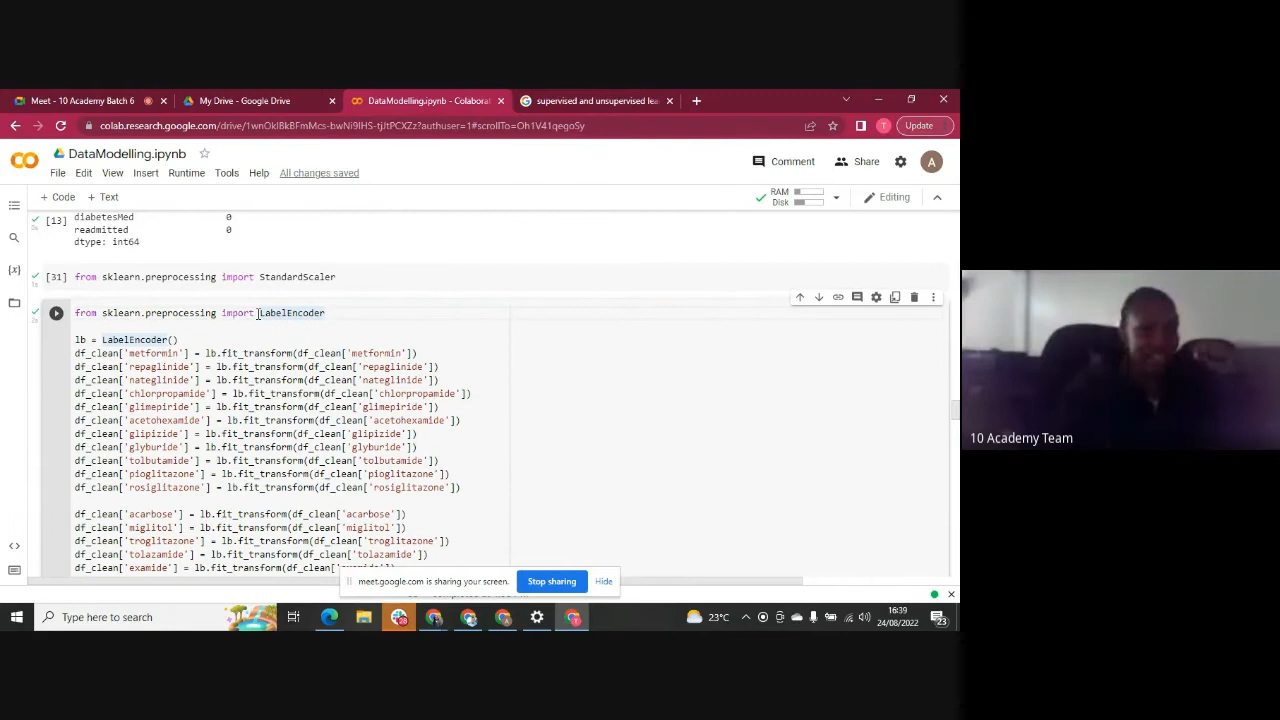 Meet - 10 Academy Batch 6
My Drive - Google Drive
DataModelling.ipynb - Colaborat
supervised and unsupervised lea
colab.research.google.com/drive/1wnOklBkBFmMcs-bwNi9IHS-tjJtPCXZz?authuser=1#scrollTo=Oh1V41qegoSy
T
Update
DataModelling.ipynb
File Edit View Insert Runtime Tools Help All changes saved
Comment
Share
A
+ Code + Text
RAM
Disk
Editing
[13]
diabetesMed 0
readmitted 0
dtype: int64
[31] from sklearn.preprocessing import StandardScaler
from sklearn.preprocessing import LabelEncoder
lb = LabelEncoder()
df_clean['metformin'] = lb.fit_transform(df_clean['metformin'])
df_clean['repaglinide'] = lb.fit_transform(df_clean['repaglinide'])
df_clean['nateglinide'] = lb.fit_transform(df_clean['nateglinide'])
df_clean['chlorpropamide'] = lb.fit_transform(df_clean['chlorpropamide'])
df_clean['glimepiride'] = lb.fit_transform(df_clean['glimepiride'])
df_clean['acetohexamide'] = lb.fit_transform(df_clean['acetohexamide'])
df_clean['glipizide'] = lb.fit_transform(df_clean['glipizide'])
df_clean['glyburide'] = lb.fit_transform(df_clean['glyburide'])
df_clean['tolbutamide'] = lb.fit_transform(df_clean['tolbutamide'])
df_clean['pioglitazone'] = lb.fit_transform(df_clean['pioglitazone'])
df_clean['rosiglitazone'] = lb.fit_transform(df_clean['rosiglitazone'])
df_clean['acarbose'] = lb.fit_transform(df_clean['acarbose'])
df_clean['miglitol'] = lb.fit_transform(df_clean['miglitol'])
df_clean['troglitazone'] = lb.fit_transform(df_clean['troglitazone'])
df_clean['tolazamide'] = lb.fit_transform(df_clean['tolazamide'])
df_clean['examide'] = lb.fit_transform(df_clean[
meet.google.com is sharing your screen.
Stop sharing
Hide
10 Academy Team
Type here to search
23°C
16:39
24/08/2022
23